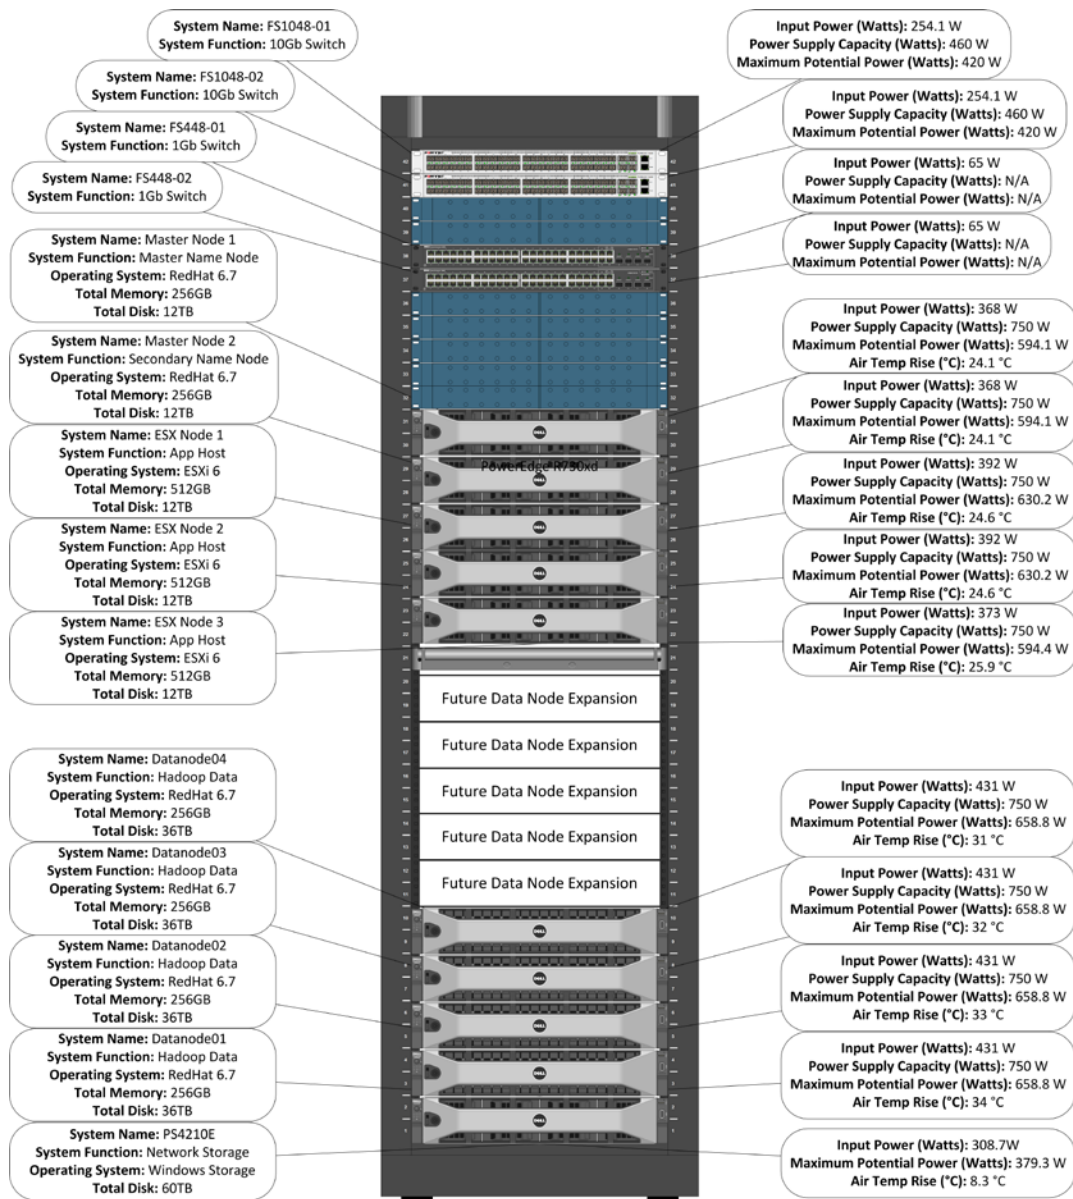 System Name: FS1048-01
System Function: 10Gb Switch
System Name: FS1048-02
System Function: 10Gb Switch
System Name: FS448-01
System Function: 1Gb Switch
System Name: FS448-02
System Function: 1Gb Switch
System Name: Master Node 1
System Function: Master Name Node
Operating System: RedHat 6.7
Total Memory: 256GB
Total Disk: 12TB
System Name: Master Node 2
System Function: Secondary Name Node
Operating System: RedHat 6.7
Total Memory: 256GB
Total Disk: 12TB
System Name: ESX Node 1
System Function: App Host
Operating System: ESXi 6
Total Memory: 512GB
Total Disk: 12TB
System Name: ESX Node 2
System Function: App Host
Operating System: ESXi 6
Total Memory: 512GB
Total Disk: 12TB
System Name: ESX Node 3
System Function: App Host
Operating System: ESXi 6
Total Memory: 512GB
Total Disk: 12TB
System Name: Datanode04
System Function: Hadoop Data
Operating System: RedHat 6.7
Total Memory: 256GB
Total Disk: 36TB
System Name: Datanode03
System Function: Hadoop Data
Operating System: RedHat 6.7
Total Memory: 256GB
Total Disk: 36TB
System Name: Datanode02
System Function: Hadoop Data
Operating System: RedHat 6.7
Total Memory: 256GB
Total Disk: 36TB
System Name: Datanode01
System Function: Hadoop Data
Operating System: RedHat 6.7
Total Memory: 256GB
Total Disk: 36TB
System Name: PS4210E
System Function: Network Storage
Operating System: Windows Storage
Total Disk: 60TB
PowerEdge R730xd
Future Data Node Expansion
Future Data Node Expansion
Future Data Node Expansion
Future Data Node Expansion
Future Data Node Expansion
Input Power (Watts): 254.1 W
Power Supply Capacity (Watts): 460 W
Maximum Potential Power (Watts): 420 W
Input Power (Watts): 254.1 W
Power Supply Capacity (Watts): 460 W
Maximum Potential Power (Watts): 420 W
Input Power (Watts): 65 W
Power Supply Capacity (Watts): N/A
Maximum Potential Power (Watts): N/A
Input Power (Watts): 65 W
Power Supply Capacity (Watts): N/A
Maximum Potential Power (Watts): N/A
Input Power (Watts): 368 W
Power Supply Capacity (Watts): 750 W
Maximum Potential Power (Watts): 594.1 W
Air Temp Rise (°C): 24.1 °C
Input Power (Watts): 368 W
Power Supply Capacity (Watts): 750 W
Maximum Potential Power (Watts): 594.1 W
Air Temp Rise (°C): 24.1 °C
Input Power (Watts): 392 W
Power Supply Capacity (Watts): 750 W
Maximum Potential Power (Watts): 630.2 W
Air Temp Rise (°C): 24.6 °C
Input Power (Watts): 392 W
Power Supply Capacity (Watts): 750 W
Maximum Potential Power (Watts): 630.2 W
Air Temp Rise (°C): 24.6 °C
Input Power (Watts): 373 W
Power Supply Capacity (Watts): 750 W
Maximum Potential Power (Watts): 594.4 W
Air Temp Rise (°C): 25.9 °C
Input Power (Watts): 431 W
Power Supply Capacity (Watts): 750 W
Maximum Potential Power (Watts): 658.8 W
Air Temp Rise (°C): 31 °C
Input Power (Watts): 431 W
Power Supply Capacity (Watts): 750 W
Maximum Potential Power (Watts): 658.8 W
Air Temp Rise (°C): 32 °C
Input Power (Watts): 431 W
Power Supply Capacity (Watts): 750 W
Maximum Potential Power (Watts): 658.8 W
Air Temp Rise (°C): 33 °C
Input Power (Watts): 431 W
Power Supply Capacity (Watts): 750 W
Maximum Potential Power (Watts): 658.8 W
Air Temp Rise (°C): 34 °C
Input Power (Watts): 308.7W
Maximum Potential Power (Watts): 379.3 W
Air Temp Rise (°C): 8.3 °C